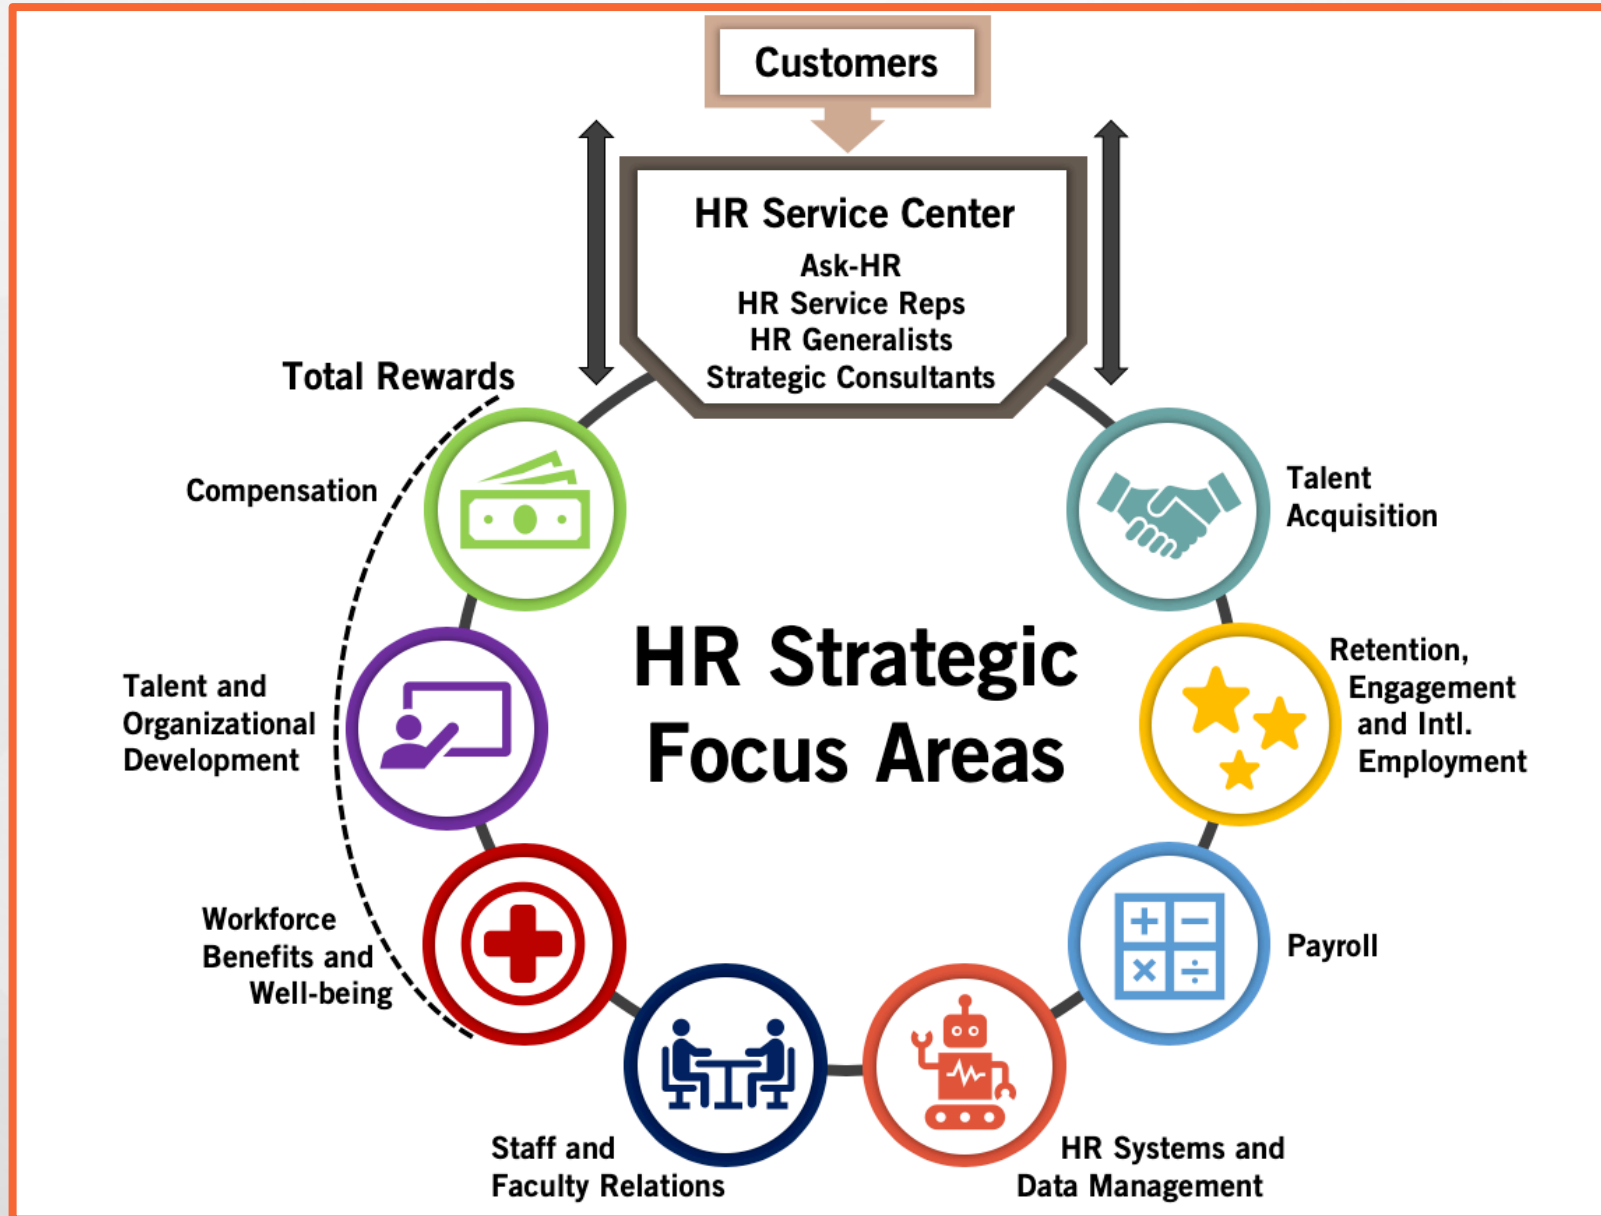 Customers
HR Service Center
Ask-HR
HR Service Reps
HR Generalists
Strategic Consultants
Total Rewards
Compensation
Talent
Acquisition
HR Strategic
Focus Areas
Retention,
Engagement
and Intl.
Employment
Talent and
Organizational
Development
Workforce
Benefits and
Well-being
Payroll
Staff and
Faculty Relations
HR Systems and
Data Management